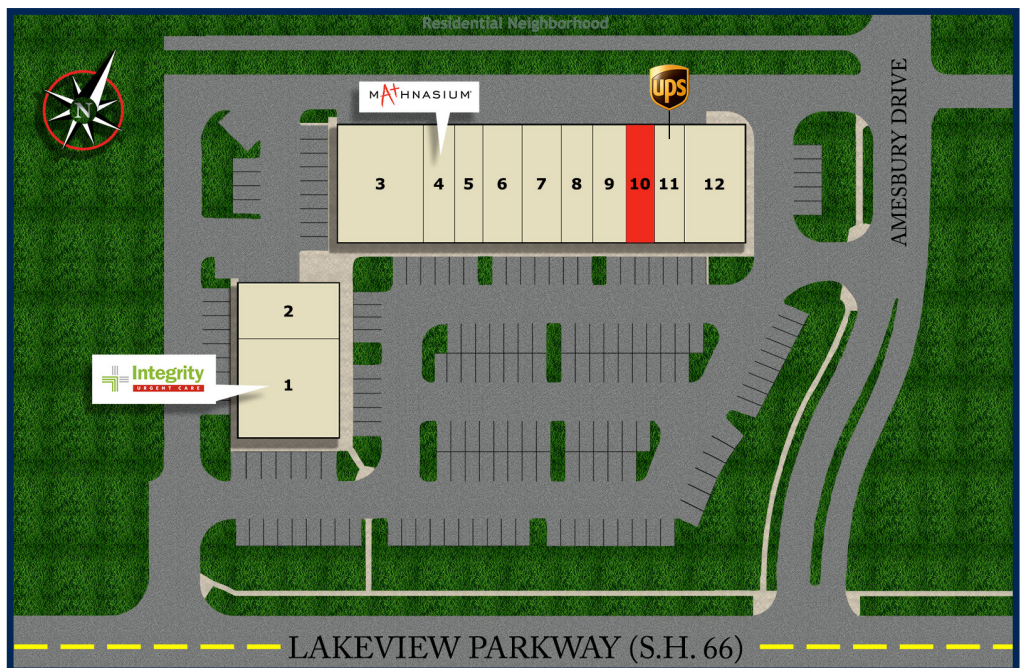 Residential Neighborhood
N
MATHNASIUM
ups
AMESBURY DRIVE
3 4 5 6 7 8 9 10 11 12
2
1
Integrity
URGENT CARE
LAKEVIEW PARKWAY (S.H. 66)